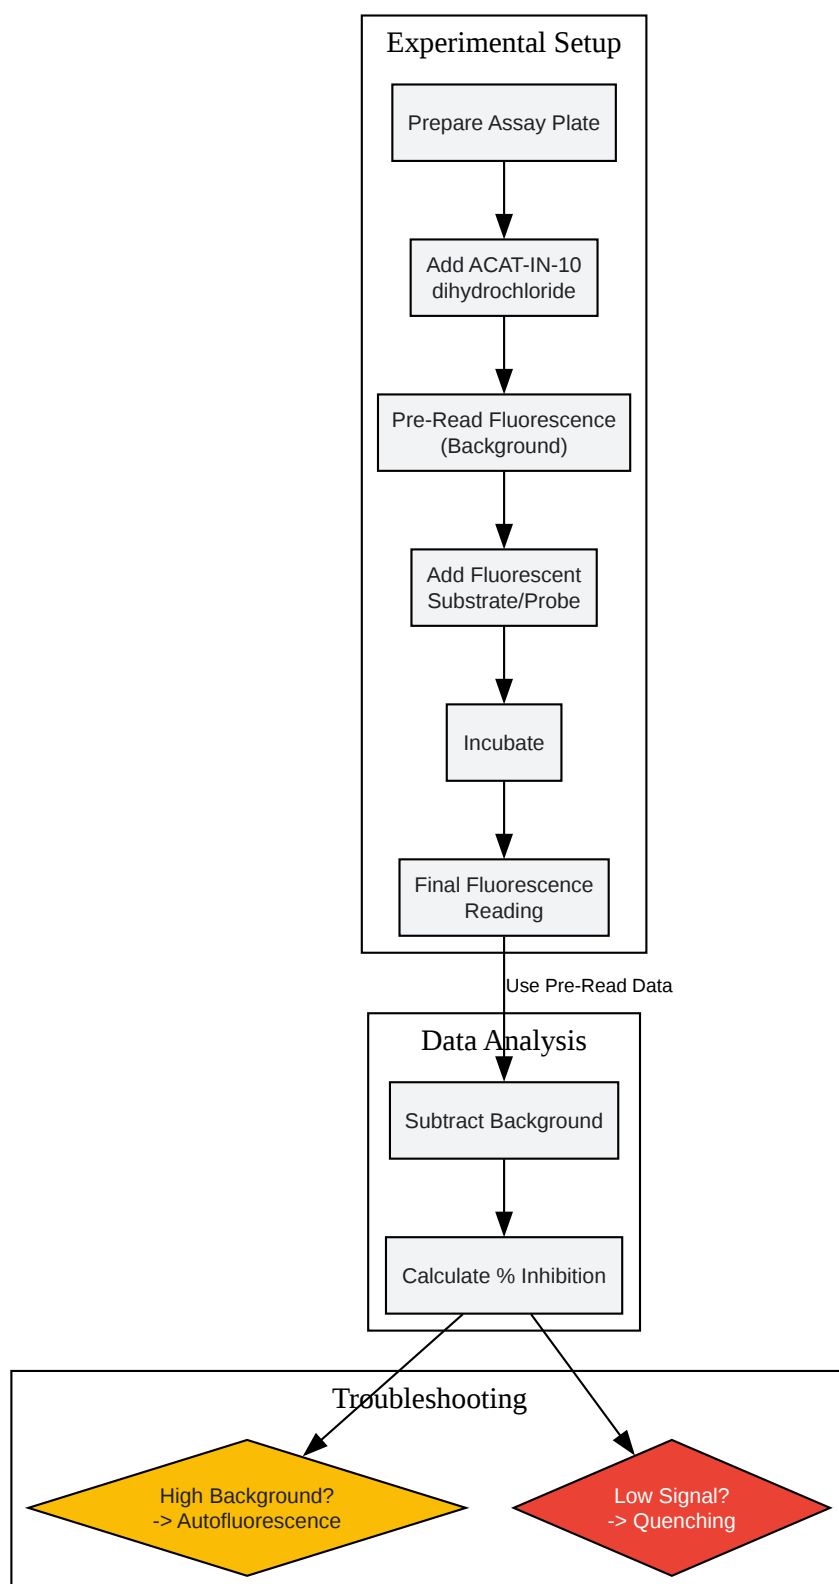 Experimental Setup
Prepare Assay Plate
Add ACAT-IN-10
dihydrochloride
Pre-Read Fluorescence
(Background)
Add Fluorescent
Substrate/Probe
Incubate
Final Fluorescence
Reading
Use Pre-Read Data
Data Analysis
Subtract Background
Calculate % Inhibition
Troubleshooting
High Background?
-> Autofluorescence
Low Signal?
-> Quenching